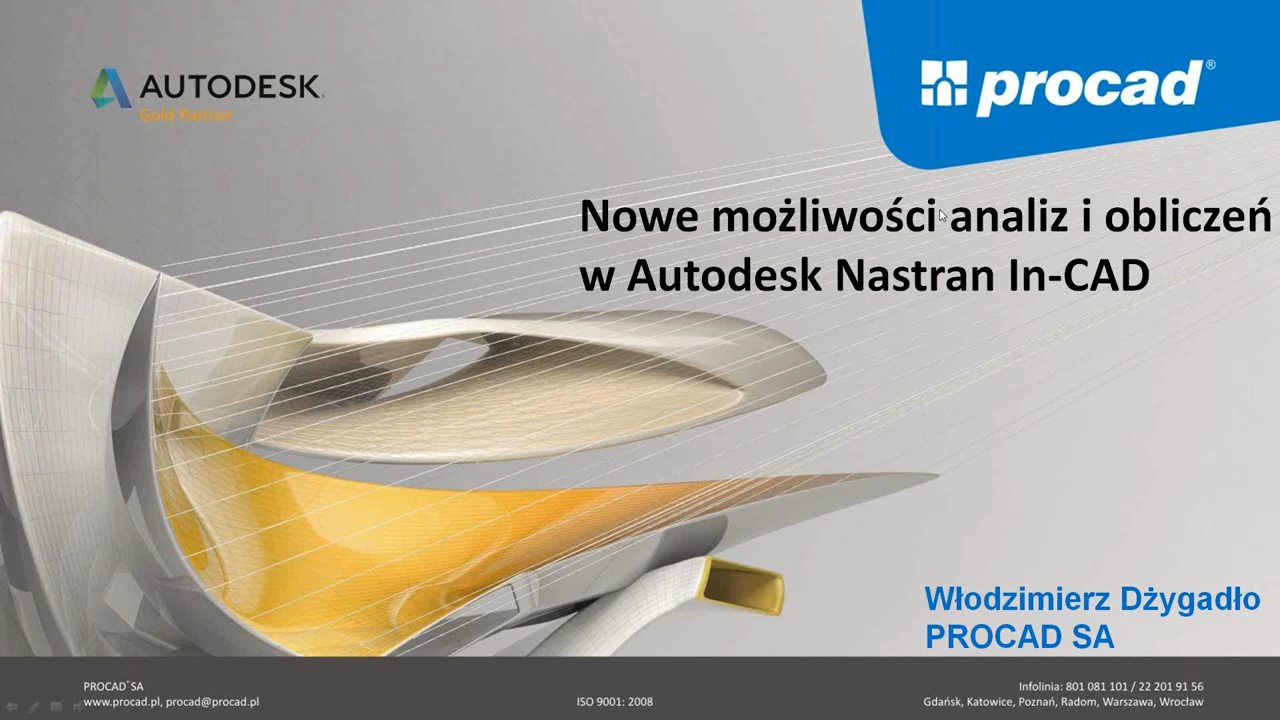 AUTODESK.
Gold Partner
procad®
Nowe możliwości analiz i obliczeń
w Autodesk Nastran In-CAD
Włodzimierz Dżygadło
PROCAD SA
PROCAD® SA
www.procad.pl, procad@procad.pl
ISO 9001: 2008
Infolinia: 801 081 101 / 22 201 91 56
Gdańsk, Katowice, Poznań, Radom, Warszawa, Wrocław